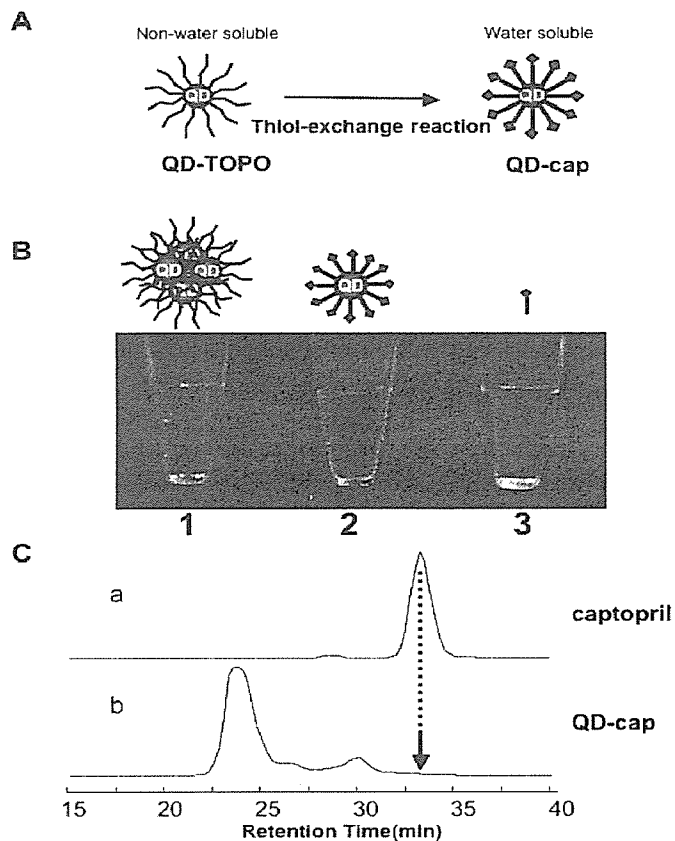 A
Non-water soluble
Water soluble
Thiol-exchange reaction
QD-TOPO
QD-cap
B
1
2
3
C
a
captopril
b
QD-cap
15
20
25
30
35
40
Retention Time(min)